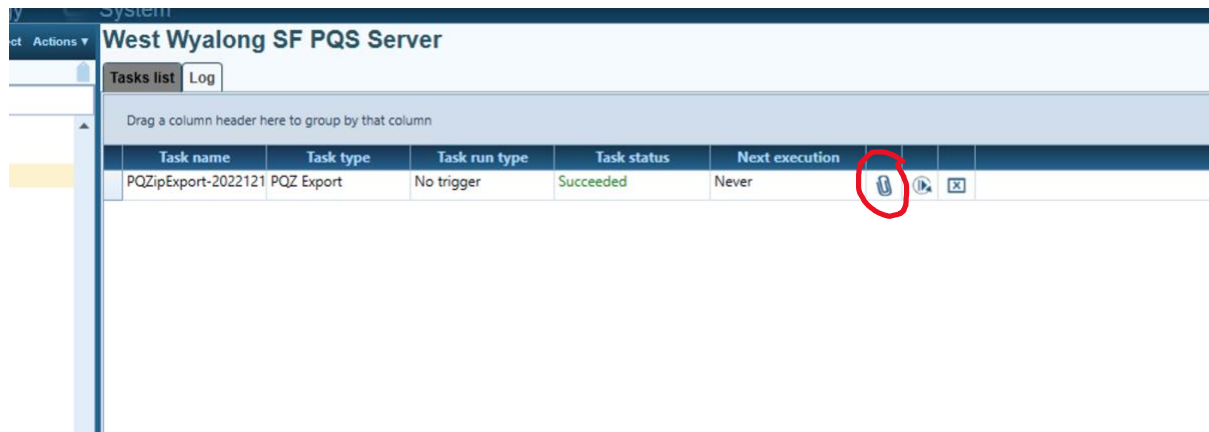 System
Actions
West Wyalong SF PQS Server
Tasks list Log
Drag a column header here to group by that column
Task name Task type Task run type Task status Next execution
PQZipExport-2022121 PQZ Export No trigger Succeeded Never